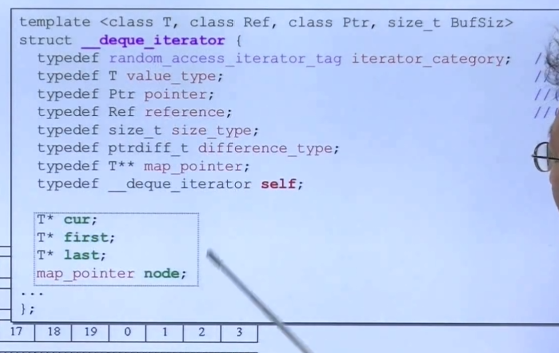 template <class T, class Ref, class Ptr, size_t BufSiz>
struct __deque_iterator {
typedef random_access_iterator_tag iterator_category; //
typedef T value_type; //
typedef Ptr pointer; //
typedef Ref reference; //
typedef size_t size_type;
typedef ptrdiff_t difference_type;
typedef T** map_pointer;
typedef __deque_iterator self;
T* cur;
T* first;
T* last;
map_pointer node;
...
};
17 18 19 0 1 2 3